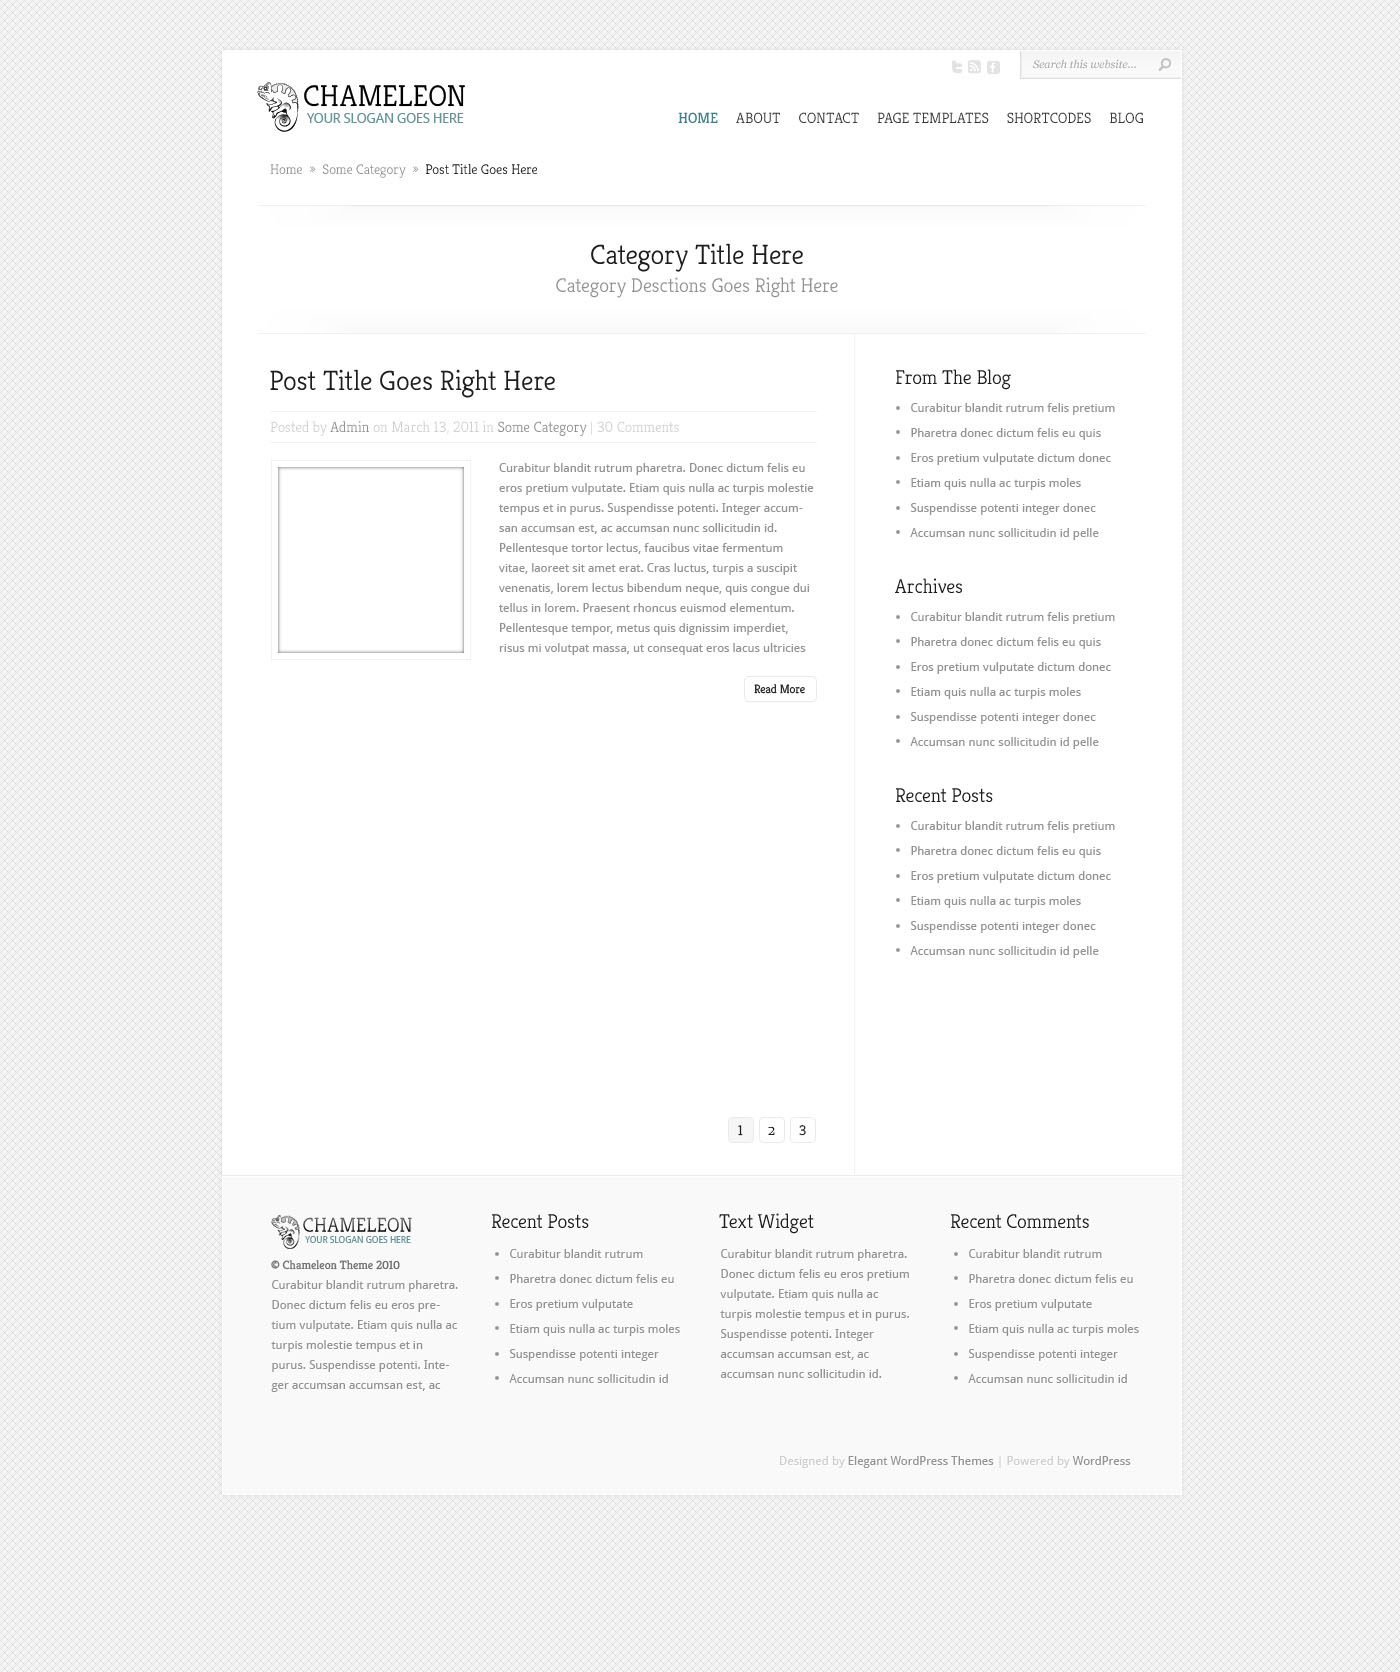 Search this website...
CHAMELEON
YOUR SLOGAN GOES HERE
HOME ABOUT CONTACT PAGE TEMPLATES SHORTCODES BLOG
Home » Some Category » Post Title Goes Here
Category Title Here
Category Desctions Goes Right Here
Post Title Goes Right Here
Posted by Admin on March 13, 2011 in Some Category | 30 Comments
Curabitur blandit rutrum pharetra. Donec dictum felis eu
eros pretium vulputate. Etiam quis nulla ac turpis molestie
tempus et in purus. Suspendisse potenti. Integer accum-
san accumsan est, ac accumsan nunc sollicitudin id.
Pellentesque tortor lectus, faucibus vitae fermentum
vitae, laoreet sit amet erat. Cras luctus, turpis a suscipit
venenatis, lorem lectus bibendum neque, quis congue dui
tellus in lorem. Praesent rhoncus euismod elementum.
Pellentesque tempor, metus quis dignissim imperdiet,
risus mi volutpat massa, ut consequat eros lacus ultricies
Read More
1 2 3
From The Blog
• Curabitur blandit rutrum felis pretium
• Pharetra donec dictum felis eu quis
• Eros pretium vulputate dictum donec
• Etiam quis nulla ac turpis moles
• Suspendisse potenti integer donec
• Accumsan nunc sollicitudin id pelle
Archives
• Curabitur blandit rutrum felis pretium
• Pharetra donec dictum felis eu quis
• Eros pretium vulputate dictum donec
• Etiam quis nulla ac turpis moles
• Suspendisse potenti integer donec
• Accumsan nunc sollicitudin id pelle
Recent Posts
• Curabitur blandit rutrum felis pretium
• Pharetra donec dictum felis eu quis
• Eros pretium vulputate dictum donec
• Etiam quis nulla ac turpis moles
• Suspendisse potenti integer donec
• Accumsan nunc sollicitudin id pelle
CHAMELEON
YOUR SLOGAN GOES HERE
© Chameleon Theme 2010
Curabitur blandit rutrum pharetra.
Donec dictum felis eu eros pre-
tium vulputate. Etiam quis nulla ac
turpis molestie tempus et in
purus. Suspendisse potenti. Inte-
ger accumsan accumsan est, ac
Recent Posts
• Curabitur blandit rutrum
• Pharetra donec dictum felis eu
• Eros pretium vulputate
• Etiam quis nulla ac turpis moles
• Suspendisse potenti integer
• Accumsan nunc sollicitudin id
Text Widget
Curabitur blandit rutrum pharetra.
Donec dictum felis eu eros pretium
vulputate. Etiam quis nulla ac
turpis molestie tempus et in purus.
Suspendisse potenti. Integer
accumsan accumsan est, ac
accumsan nunc sollicitudin id.
Recent Comments
• Curabitur blandit rutrum
• Pharetra donec dictum felis eu
• Eros pretium vulputate
• Etiam quis nulla ac turpis moles
• Suspendisse potenti integer
• Accumsan nunc sollicitudin id
Designed by Elegant WordPress Themes | Powered by WordPress